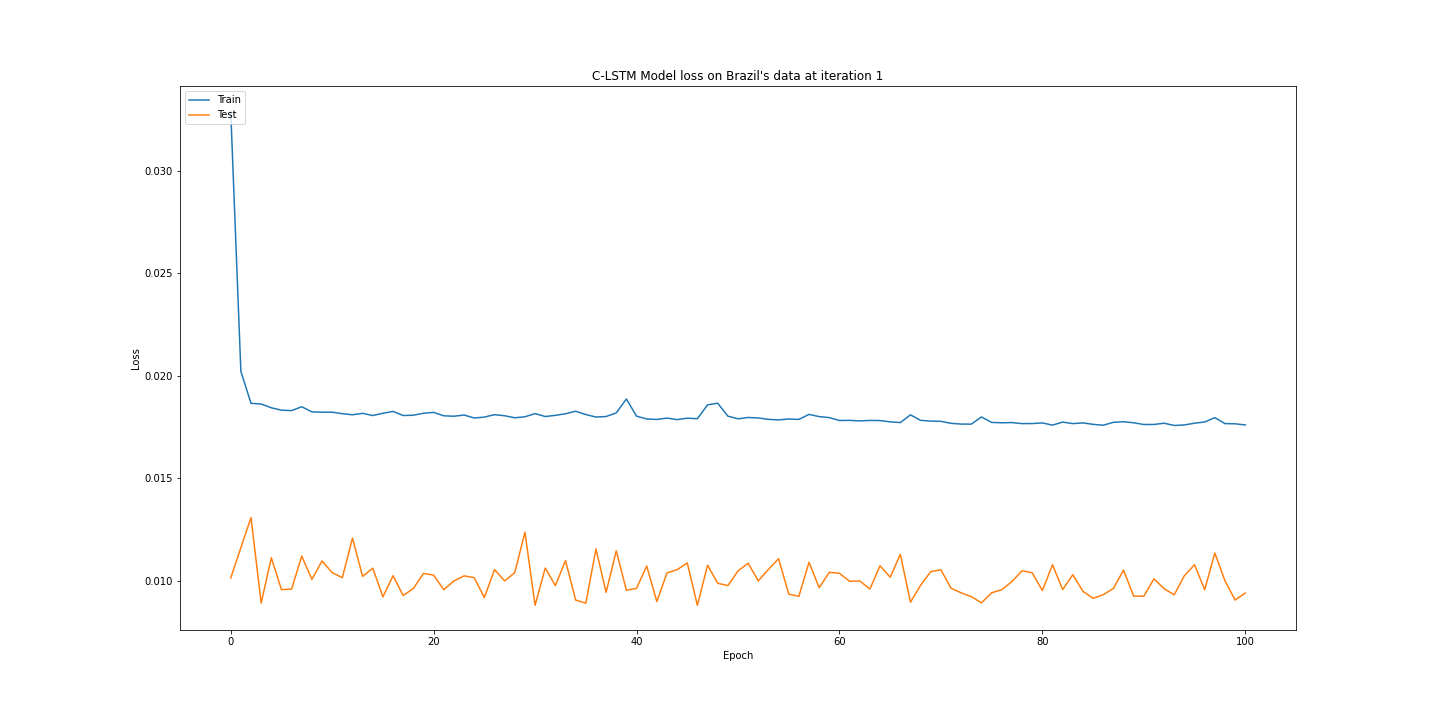 C-LSTM Model loss on Brazil's data at iteration 1
Train
Test
0.030
0.025
0.020
0.015
0.010
Loss
0 20 40 60 80 100
Epoch